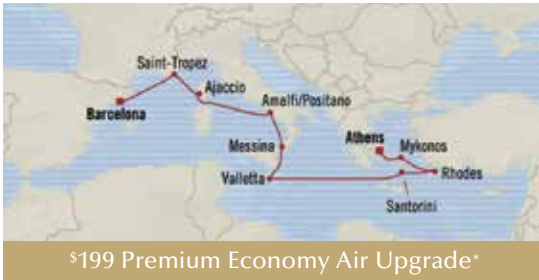 Saint-Tropez
Ajaccio
Barcelona
Amalfi/Positano
Messina
Athens
Mykonos
Valletta
Rhodes
Santorini
$199 Premium Economy Air Upgrade*